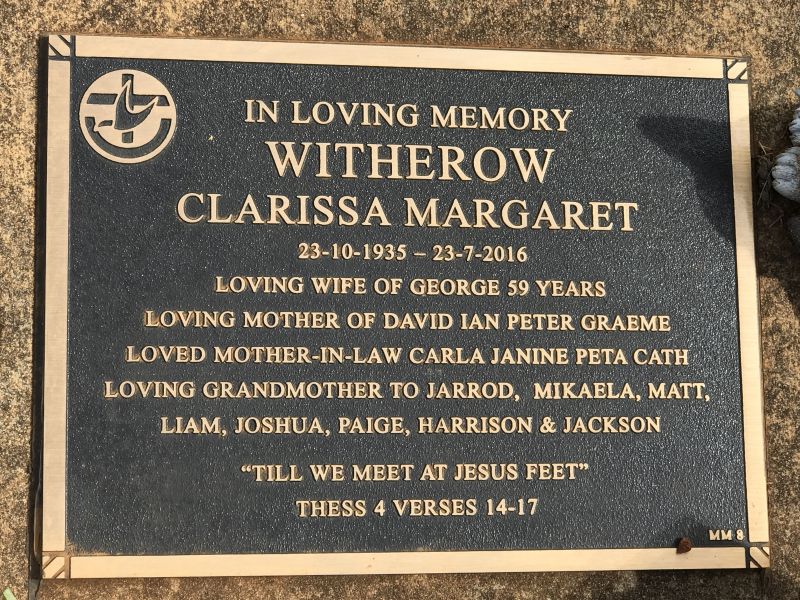 IN LOVING MEMORY
WITHEROW
CLARISSA MARGARET
23-10-1935 – 23-7-2016
LOVING WIFE OF GEORGE 59 YEARS
LOVING MOTHER OF DAVID IAN PETER GRAEME
LOVED MOTHER-IN-LAW CARLA JANINE PETA CATH
LOVING GRANDMOTHER TO JARROD, MIKAELA, MATT,
LIAM, JOSHUA, PAIGE, HARRISON & JACKSON
“TILL WE MEET AT JESUS FEET”
THESS 4 VERSES 14-17
MM 8